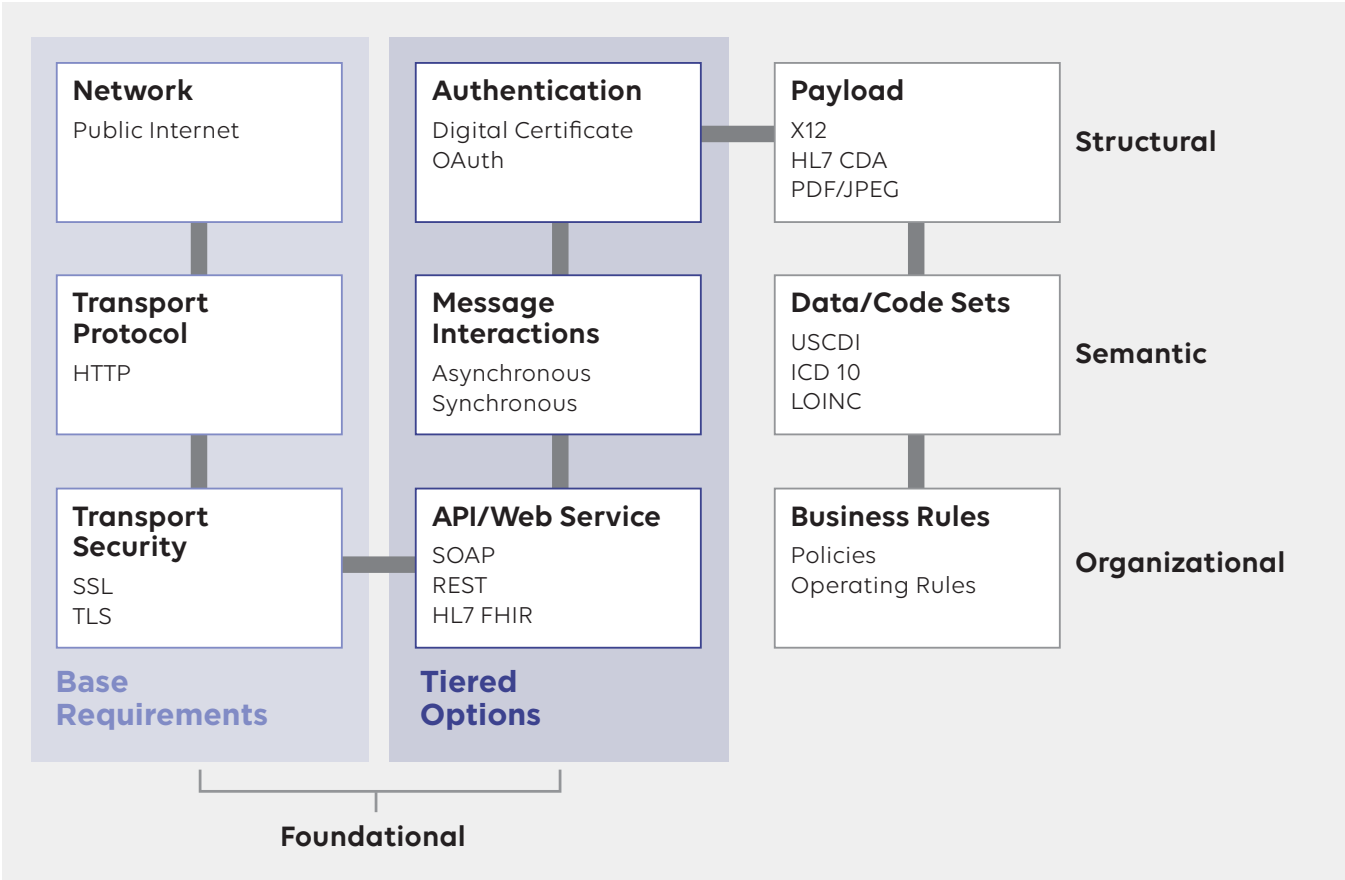 Network
Public Internet
Transport
Protocol
HTTP
Transport
Security
SSL
TLS
Base
Requirements
Authentication
Digital Certificate
OAuth
Message
Interactions
Asynchronous
Synchronous
API/Web Service
SOAP
REST
HL7 FHIR
Tiered
Options
Payload
X12
HL7 CDA
PDF/JPEG
Structural
Data/Code Sets
USCDI
ICD 10
LOINC
Semantic
Business Rules
Policies
Operating Rules
Organizational
Foundational